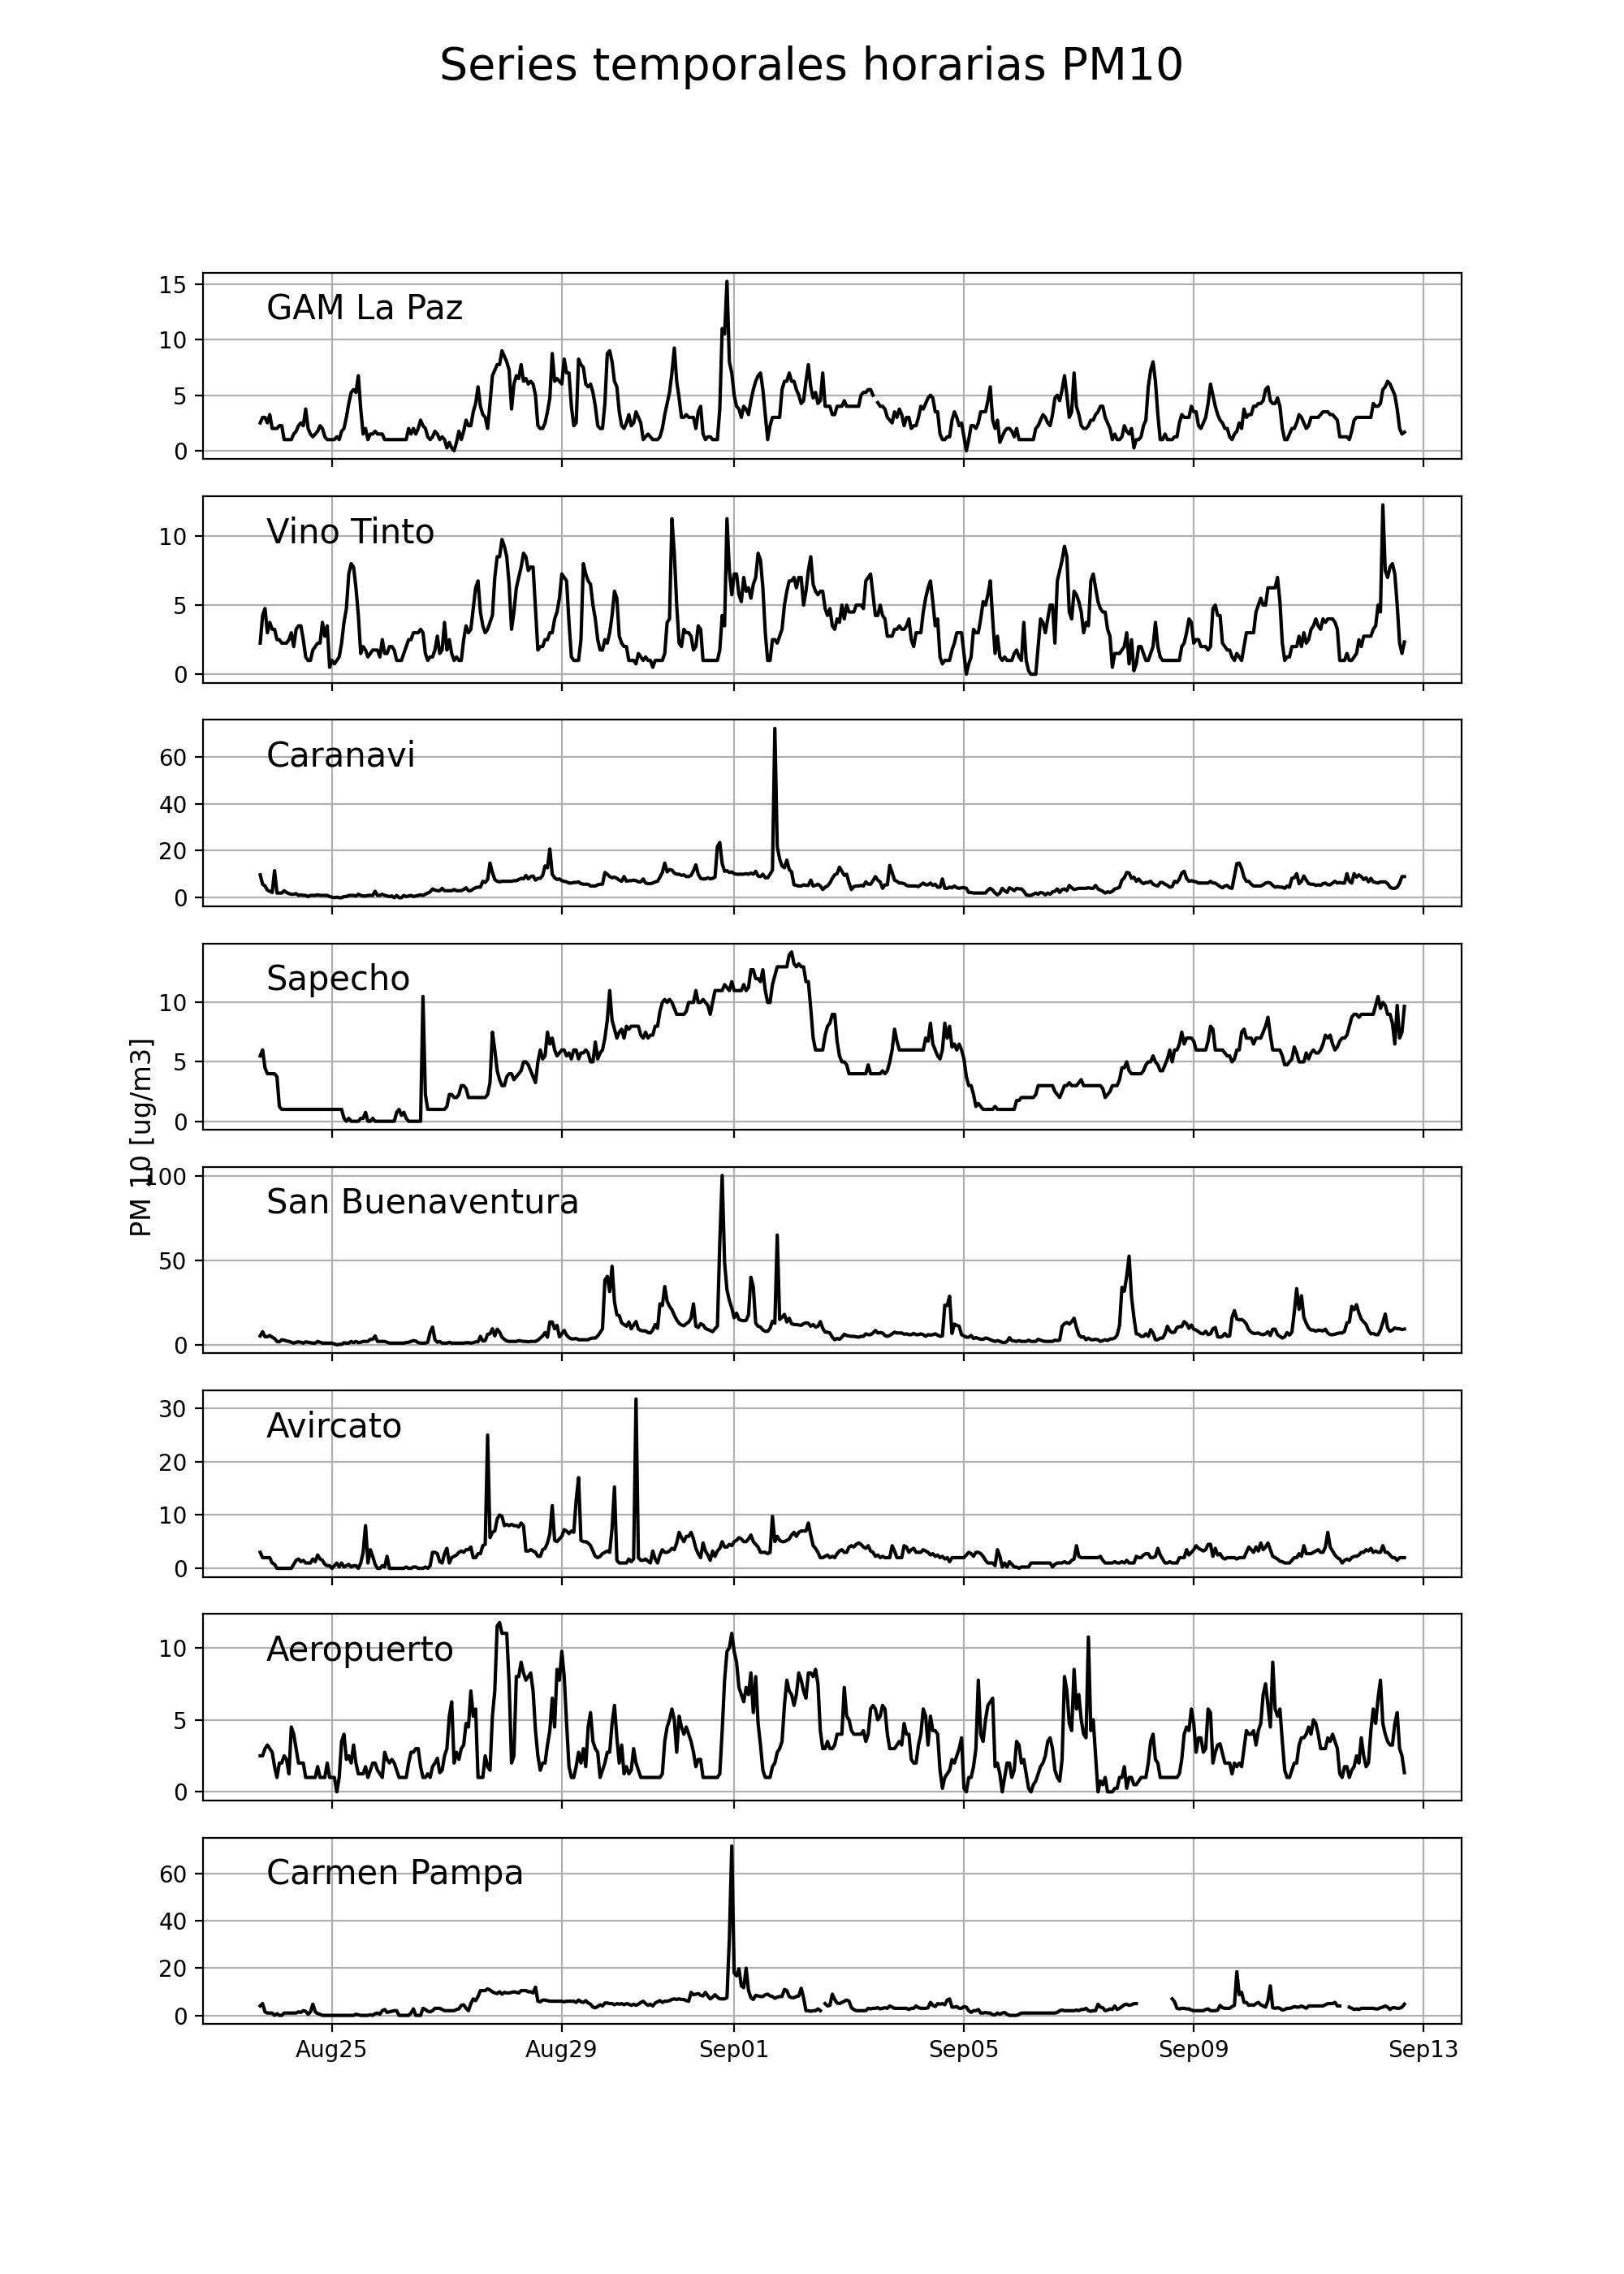 Series temporales horarias PM10
PM 10 [ug/m3]
GAM La Paz
15
10
5
0
Vino Tinto
10
5
0
Caranavi
60
40
20
0
Sapecho
10
5
0
San Buenaventura
100
50
0
Avircato
30
20
10
0
Aeropuerto
10
5
0
Carmen Pampa
60
40
20
0
Aug25 Aug29 Sep01 Sep05 Sep09 Sep13